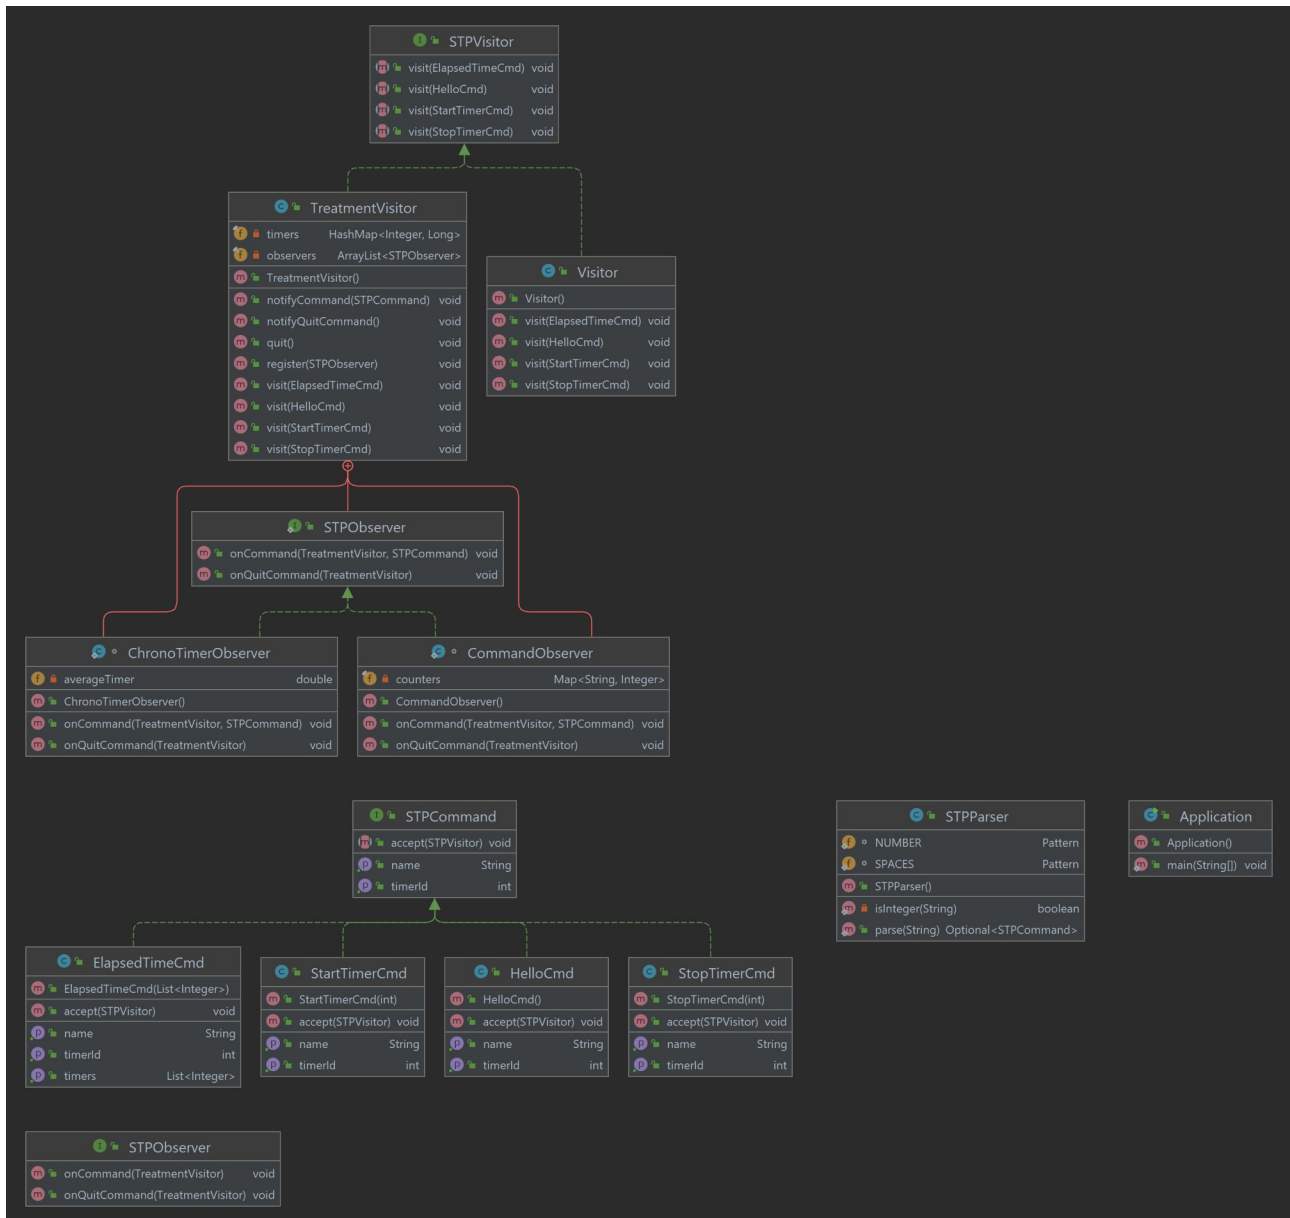 STPVisitor
visit(ElapsedTimeCmd) void
visit(HelloCmd) void
visit(StartTimerCmd) void
visit(StopTimerCmd) void
TreatmentVisitor
timers HashMap<Integer, Long>
observers ArrayList<STPObserver>
TreatmentVisitor()
notifyCommand(STPCommand) void
notifyQuitCommand() void
quit() void
register(STPObserver) void
visit(ElapsedTimeCmd) void
visit(HelloCmd) void
visit(StartTimerCmd) void
visit(StopTimerCmd) void
Visitor
Visitor()
visit(ElapsedTimeCmd) void
visit(HelloCmd) void
visit(StartTimerCmd) void
visit(StopTimerCmd) void
STPObserver
onCommand(TreatmentVisitor, STPCommand) void
onQuitCommand(TreatmentVisitor) void
ChronoTimerObserver
averageTimer double
ChronoTimerObserver()
onCommand(TreatmentVisitor, STPCommand) void
onQuitCommand(TreatmentVisitor) void
CommandObserver
counters Map<String, Integer>
CommandObserver()
onCommand(TreatmentVisitor, STPCommand) void
onQuitCommand(TreatmentVisitor) void
STPCommand
accept(STPVisitor) void
name String
timerId int
STPParser
NUMBER Pattern
SPACES Pattern
STPParser()
isInteger(String) boolean
parse(String) Optional<STPCommand>
Application
Application()
main(String[]) void
ElapsedTimeCmd
ElapsedTimeCmd(List<Integer>)
accept(STPVisitor) void
name String
timerId int
timers List<Integer>
StartTimerCmd
StartTimerCmd(int)
accept(STPVisitor) void
name String
timerId int
HelloCmd
HelloCmd()
accept(STPVisitor) void
name String
timerId int
StopTimerCmd
StopTimerCmd(int)
accept(STPVisitor) void
name String
timerId int
STPObserver
onCommand(TreatmentVisitor) void
onQuitCommand(TreatmentVisitor) void